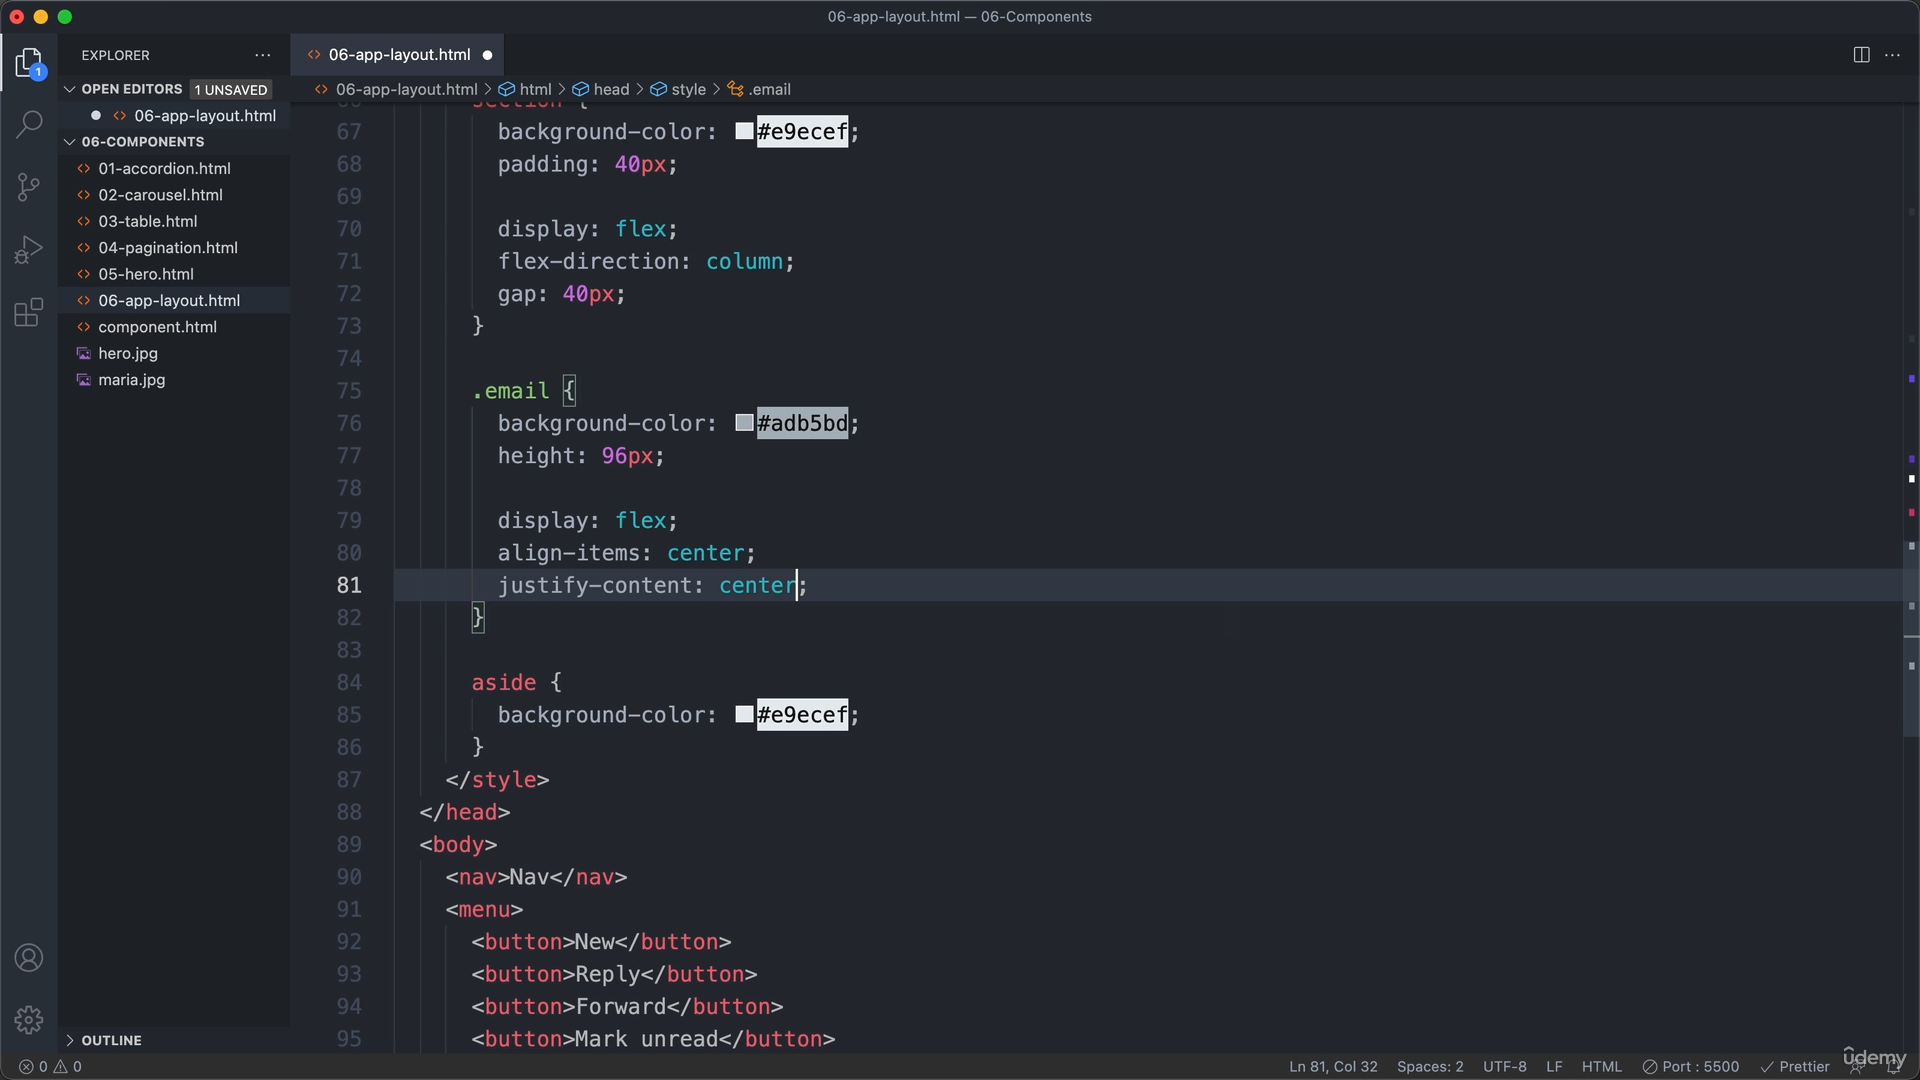 06-app-layout.html — 06-Components
EXPLORER
06-app-layout.html
OPEN EDITORS 1 UNSAVED
06-app-layout.html > html > head > style > .email
06-app-layout.html
06-COMPONENTS
01-accordion.html
02-carousel.html
03-table.html
04-pagination.html
05-hero.html
06-app-layout.html
component.html
hero.jpg
maria.jpg
OUTLINE
section {
67 background-color: #e9ecef;
68 padding: 40px;
69
70 display: flex;
71 flex-direction: column;
72 gap: 40px;
73 }
74
75 .email {
76 background-color: #adb5bd;
77 height: 96px;
78
79 display: flex;
80 align-items: center;
81 justify-content: center;
82 }
83
84 aside {
85 background-color: #e9ecef;
86 }
87 </style>
88 </head>
89 <body>
90 <nav>Nav</nav>
91 <menu>
92 <button>New</button>
93 <button>Reply</button>
94 <button>Forward</button>
95 <button>Mark unread</button>
1
0 0 Ln 81, Col 32 Spaces: 2 UTF-8 LF HTML Port : 5500 Prettier
udemy